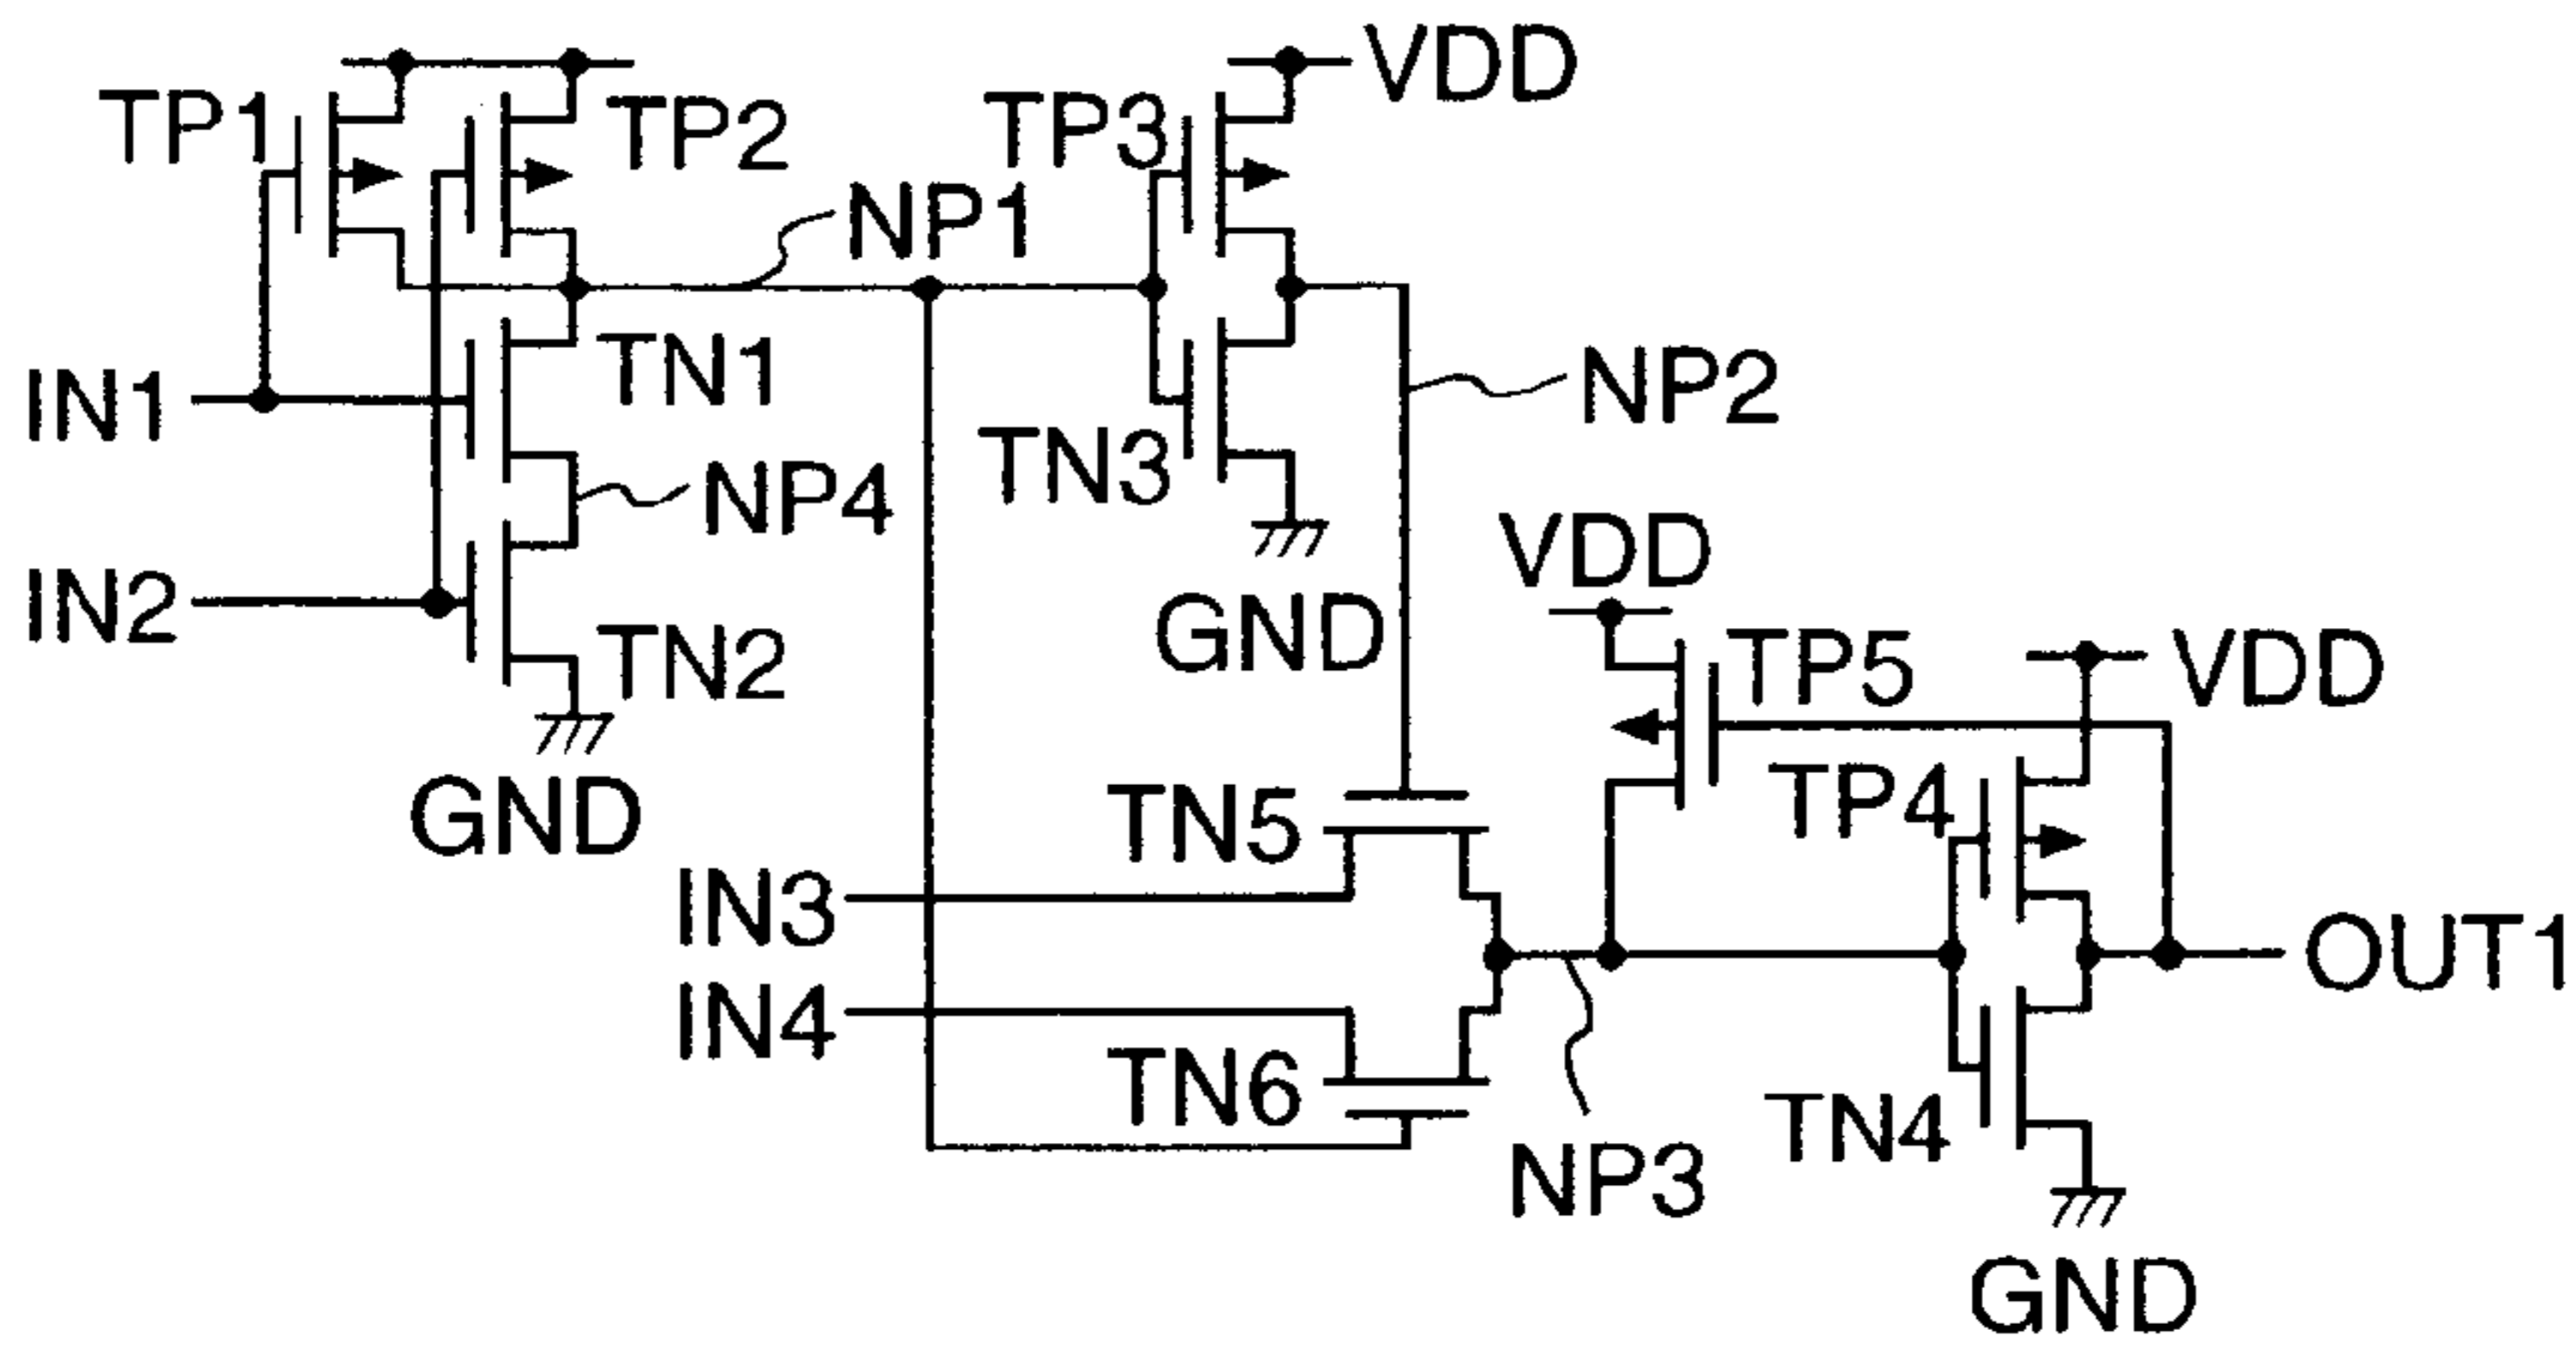 VDD
TP1
TP2
TP3
NP1
IN1
TN1
NP2
TN3
NP4
VDD
IN2
GND
TN2
TP5
VDD
GND
TP4
TN5
IN3
OUT1
IN4
TN6
TN4
NP3
GND